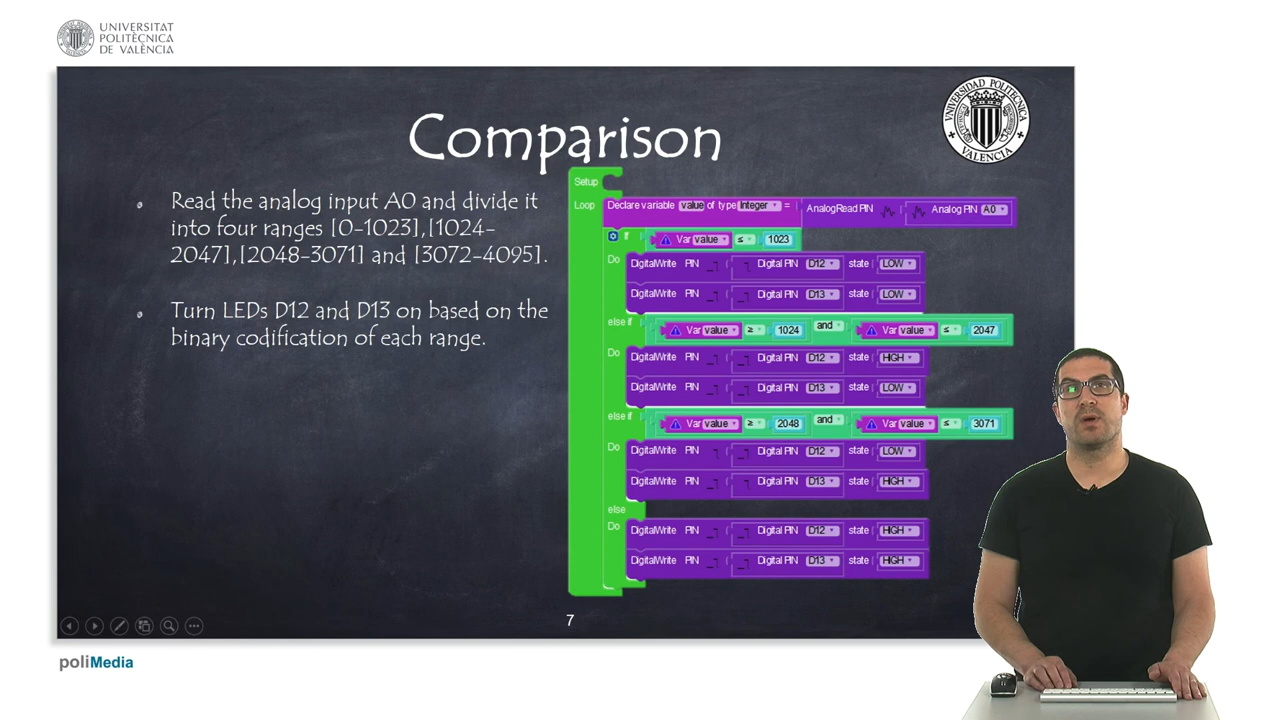 UNIVERSITAT
POLITÈCNICA
DE VALÈNCIA
UNIVERSIDAD POLITECNICA
VALENCIA
Comparison
Read the analog input A0 and divide it
into four ranges [0-1023],[1024-
2047],[2048-3071] and [3072-4095].
Turn LEDs D12 and D13 on based on the
binary codification of each range.
Setup
Loop Declare variable value of type Integer = AnalogRead PIN Analog PIN A0
if Var value ≤ 1023
Do DigitalWrite PIN Digital PIN D12 state LOW
DigitalWrite PIN Digital PIN D13 state LOW
else if Var value ≥ 1024 and Var value ≤ 2047
Do DigitalWrite PIN Digital PIN D12 state HIGH
DigitalWrite PIN Digital PIN D13 state LOW
else if Var value ≥ 2048 and Var value ≤ 3071
Do DigitalWrite PIN Digital PIN D12 state LOW
DigitalWrite PIN Digital PIN D13 state HIGH
else
Do DigitalWrite PIN Digital PIN D12 state HIGH
DigitalWrite PIN Digital PIN D13 state HIGH
7
poliMedia